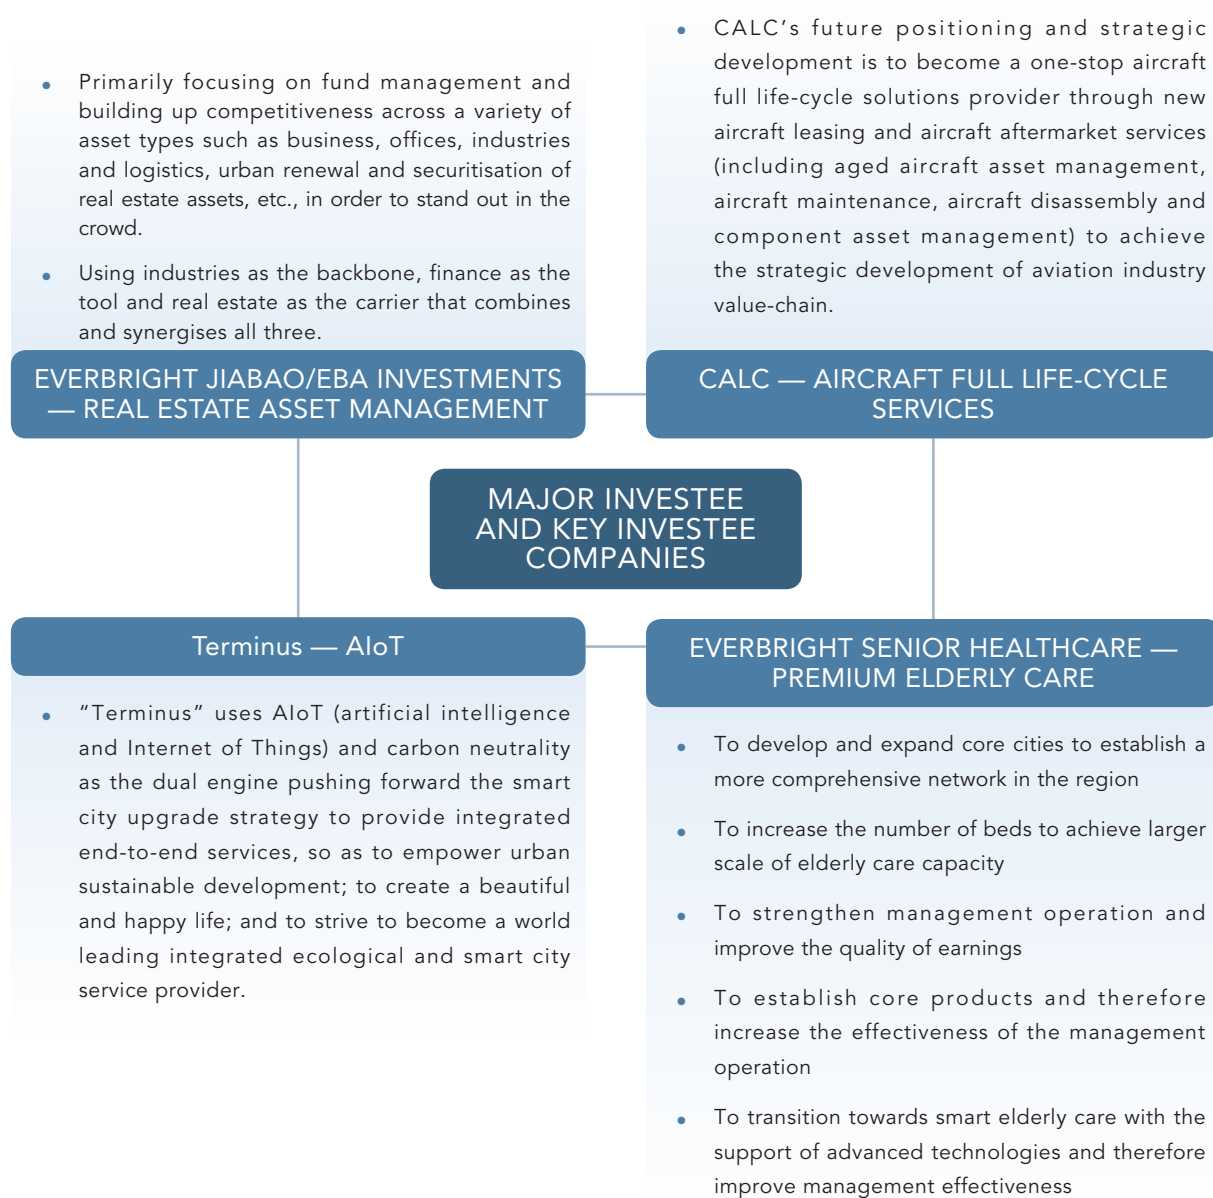 • Primarily focusing on fund management and
building up competitiveness across a variety of
asset types such as business, offices, industries
and logistics, urban renewal and securitisation of
real estate assets, etc., in order to stand out in the
crowd.
• Using industries as the backbone, finance as the
tool and real estate as the carrier that combines
and synergises all three.
EVERBRIGHT JIABAO/EBA INVESTMENTS
— REAL ESTATE ASSET MANAGEMENT
• CALC’s future positioning and strategic
development is to become a one-stop aircraft
full life-cycle solutions provider through new
aircraft leasing and aircraft aftermarket services
(including aged aircraft asset management,
aircraft maintenance, aircraft disassembly and
component asset management) to achieve
the strategic development of aviation industry
value-chain.
CALC — AIRCRAFT FULL LIFE-CYCLE
SERVICES
MAJOR INVESTEE
AND KEY INVESTEE
COMPANIES
Terminus — AIoT
• “Terminus” uses AIoT (artificial intelligence
and Internet of Things) and carbon neutrality
as the dual engine pushing forward the smart
city upgrade strategy to provide integrated
end-to-end services, so as to empower urban
sustainable development; to create a beautiful
and happy life; and to strive to become a world
leading integrated ecological and smart city
service provider.
EVERBRIGHT SENIOR HEALTHCARE —
PREMIUM ELDERLY CARE
• To develop and expand core cities to establish a
more comprehensive network in the region
• To increase the number of beds to achieve larger
scale of elderly care capacity
• To strengthen management operation and
improve the quality of earnings
• To establish core products and therefore
increase the effectiveness of the management
operation
• To transition towards smart elderly care with the
support of advanced technologies and therefore
improve management effectiveness